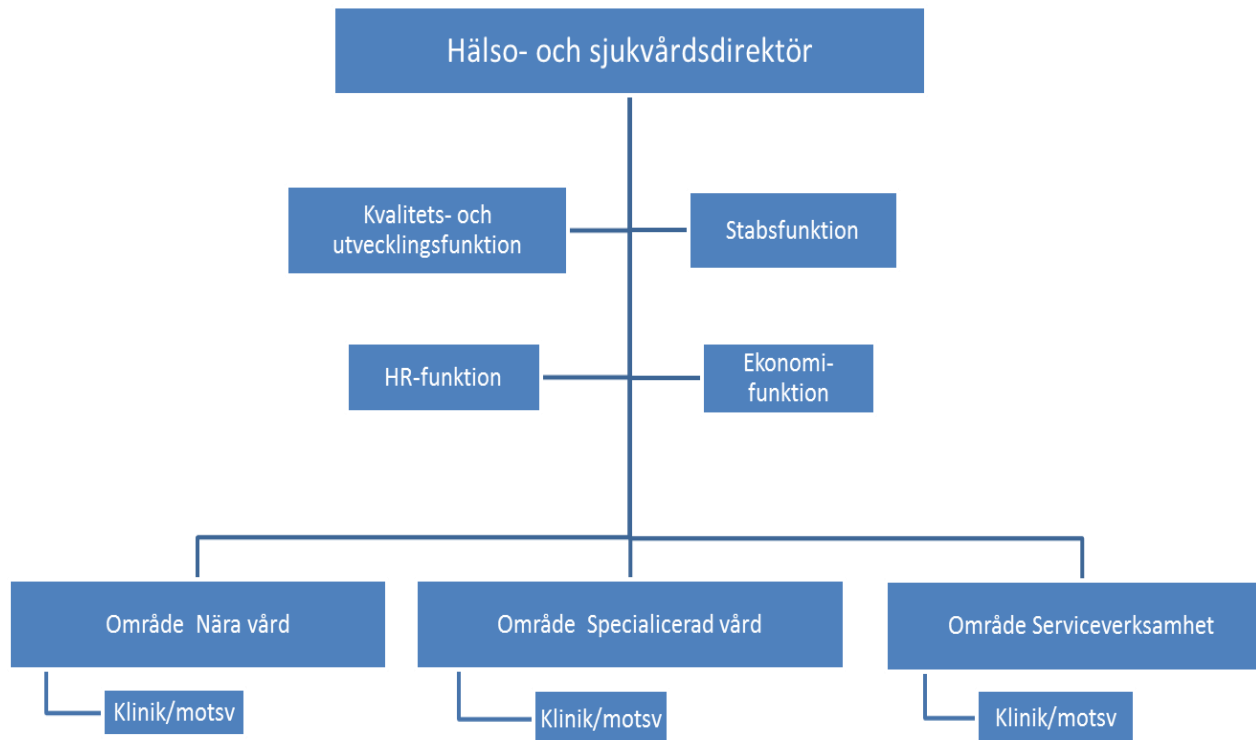 Hälso- och sjukvårdsdirektör
Kvalitets- och
utvecklingsfunktion
Stabsfunktion
HR-funktion
Ekonomi-
funktion
Område  Nära vård
Område  Specialicerad vård
Område Serviceverksamhet
Klinik/motsv
Klinik/motsv
Klinik/motsv